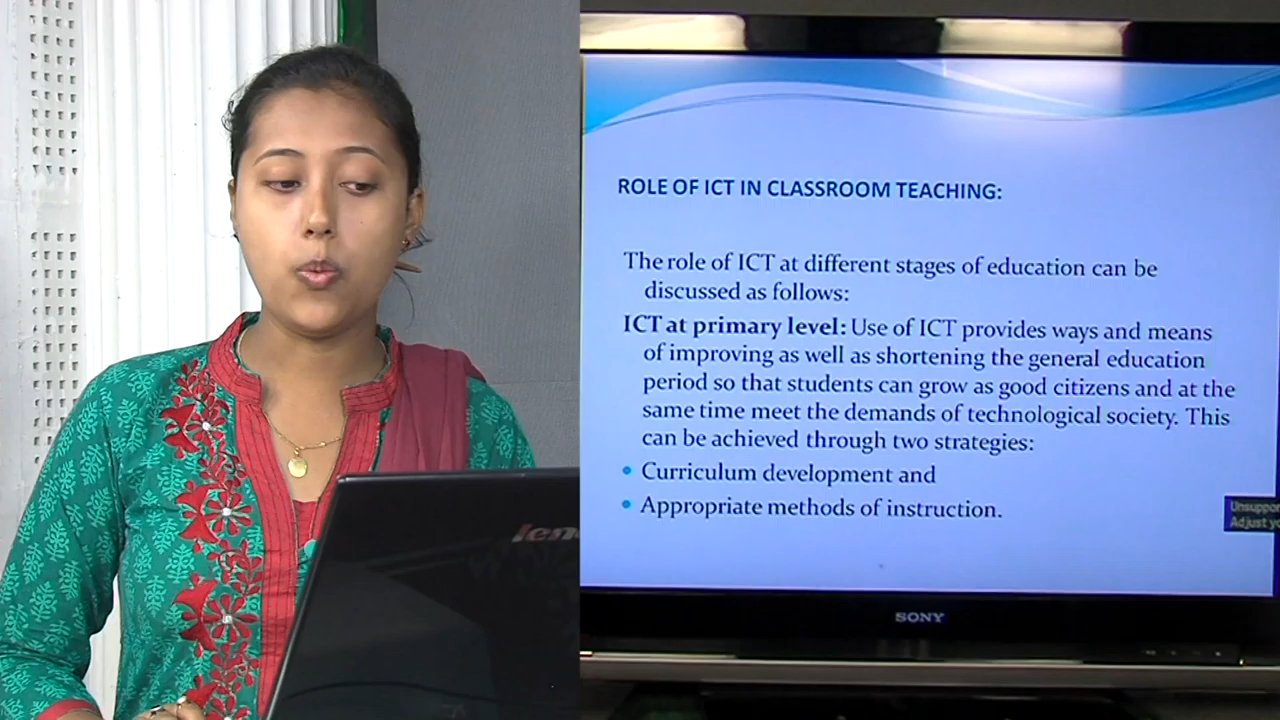 ROLE OF ICT IN CLASSROOM TEACHING:
The role of ICT at different stages of education can be
discussed as follows:
ICT at primary level: Use of ICT provides ways and means
of improving as well as shortening the general education
period so that students can grow as good citizens and at the
same time meet the demands of technological society. This
can be achieved through two strategies:
• Curriculum development and
• Appropriate methods of instruction.
SONY